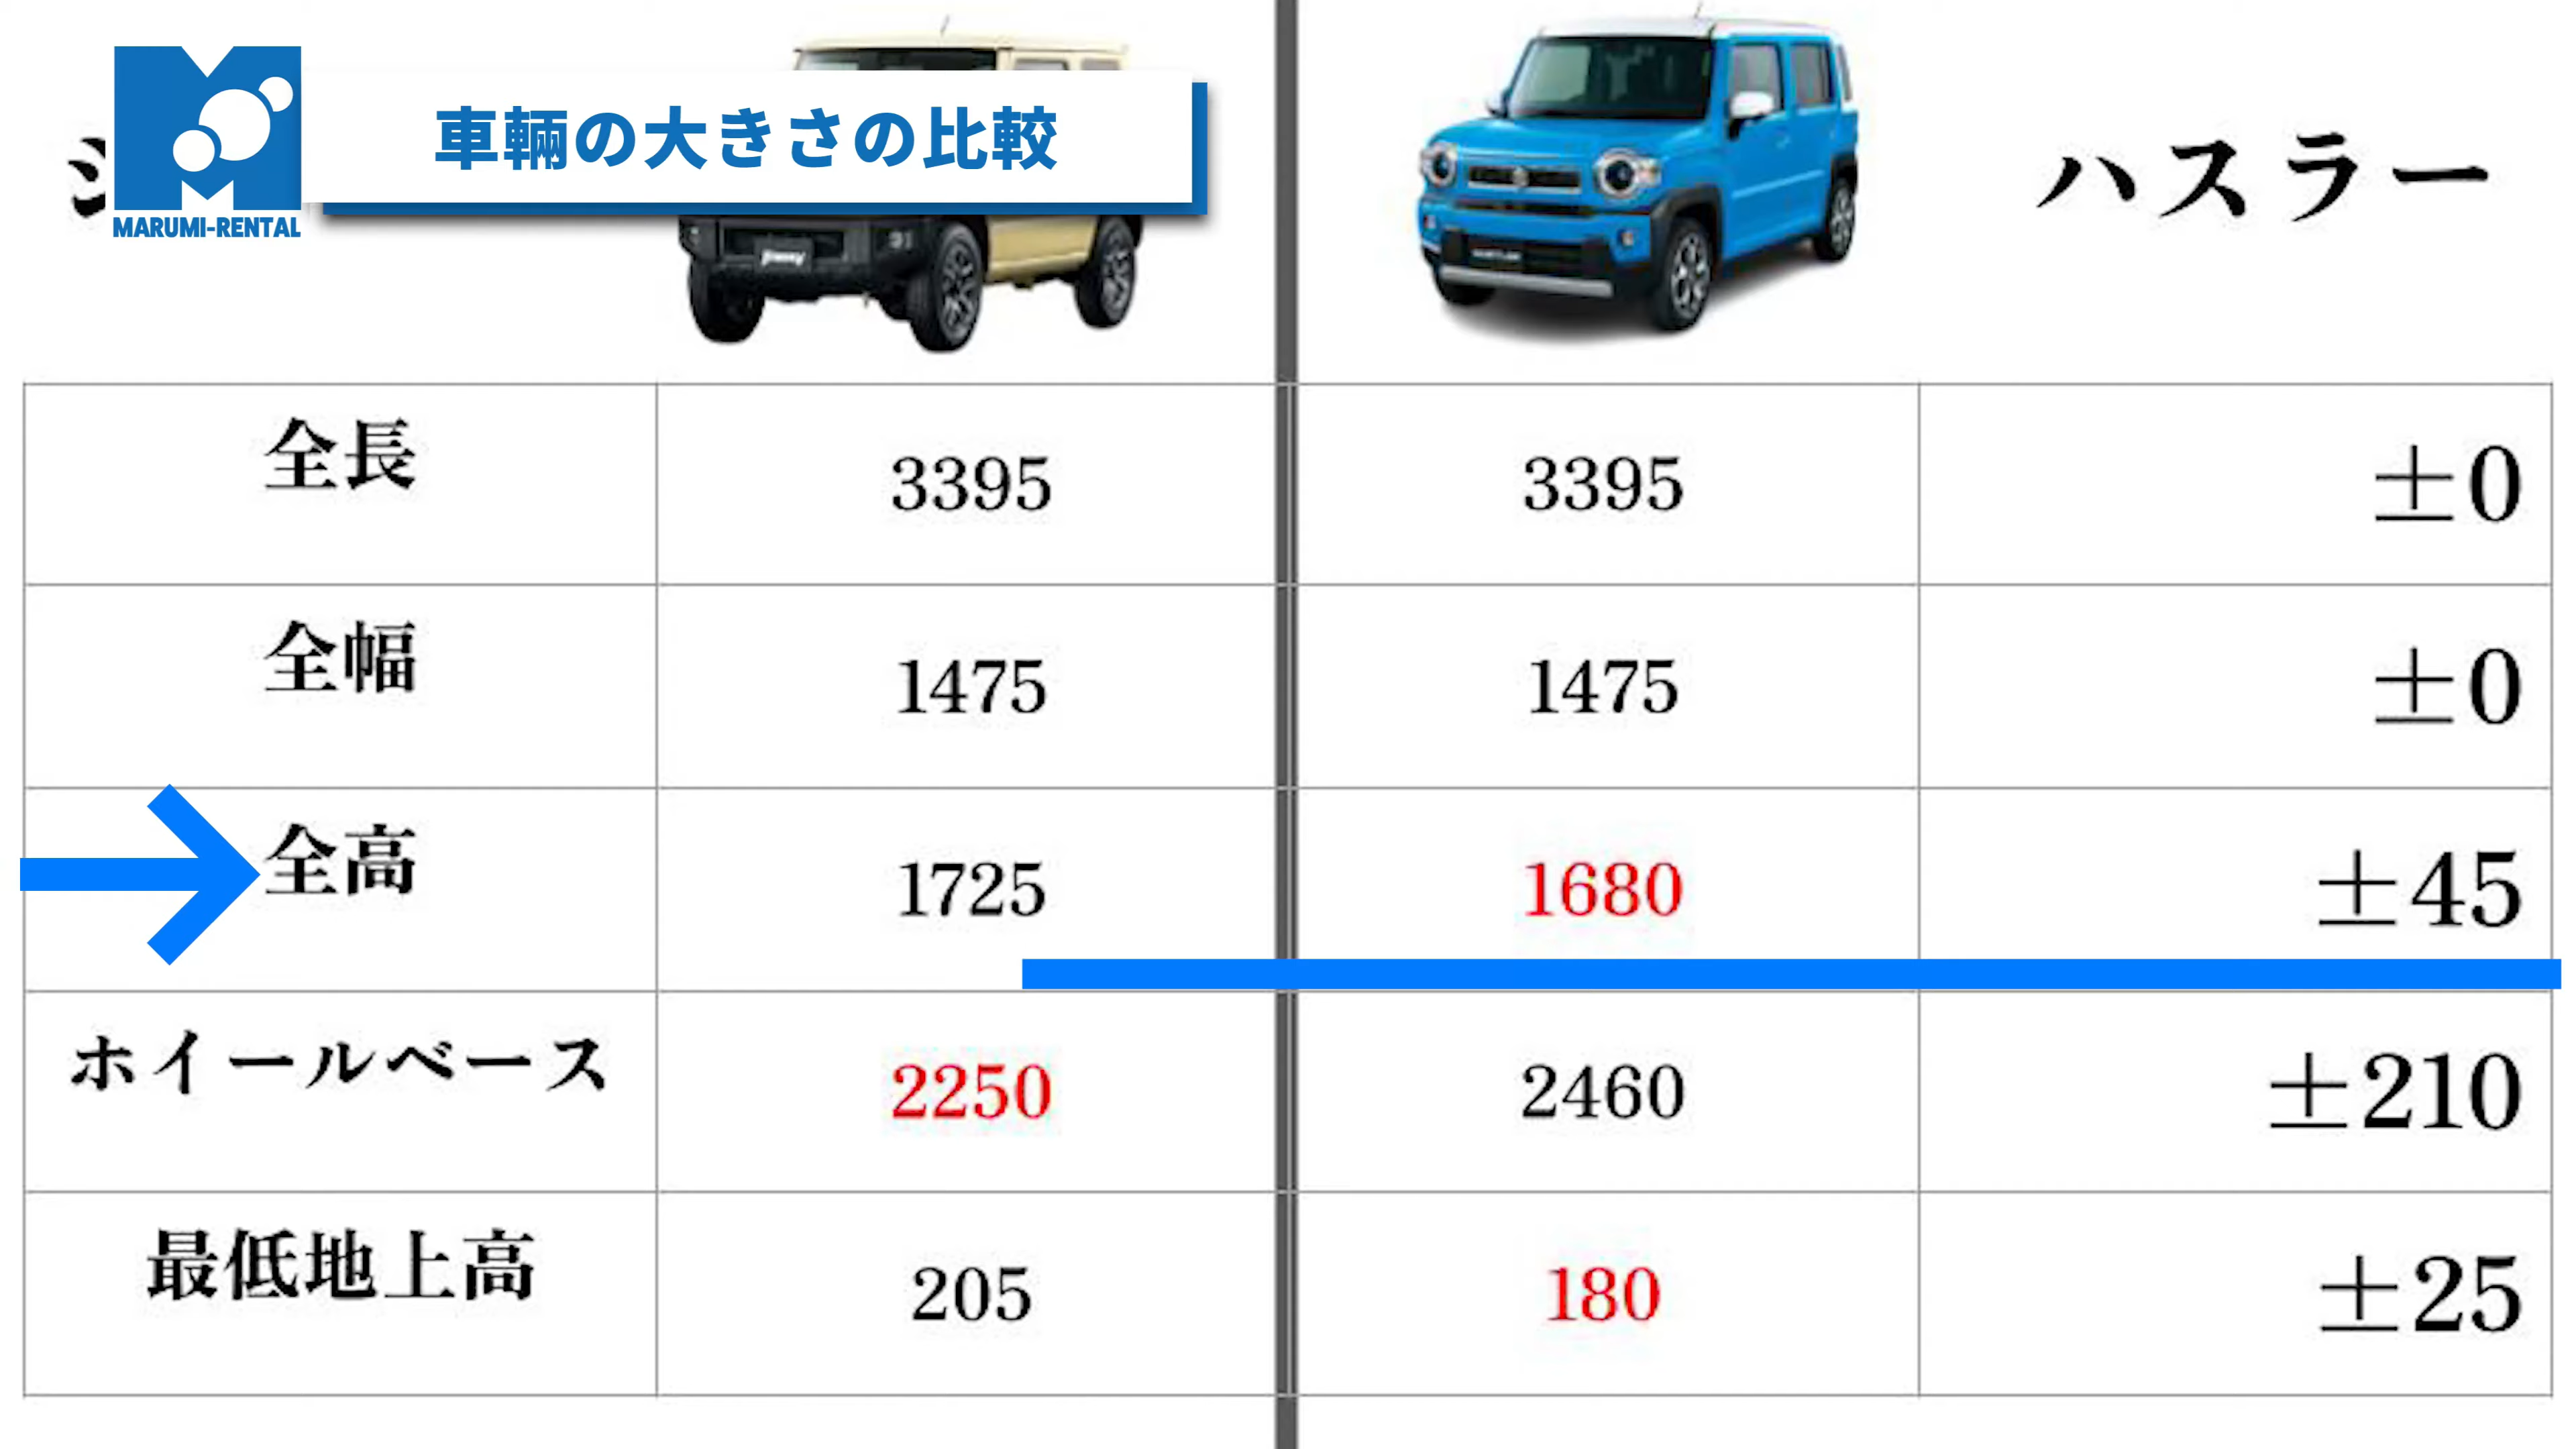 車輛の大きさの比較
MARUMI-RENTAL
ハスラー
全長 3395 3395 ±0
全幅 1475 1475 ±0
全高 1725 1680 ±45
ホイールベース 2250 2460 ±210
最低地上高 205 180 ±25